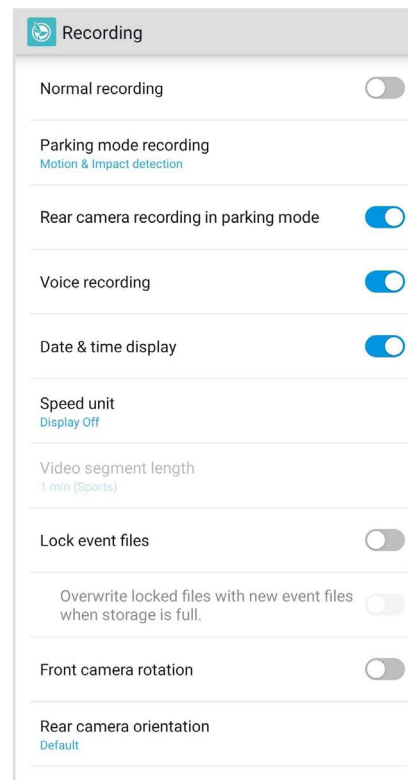 Recording
Normal recording
Parking mode recording
Motion & Impact detection
Rear camera recording in parking mode
Voice recording
Date & time display
Speed unit
Display Off
Video segment length
1 min (Sports)
Lock event files
Overwrite locked files with new event files
when storage is full.
Front camera rotation
Rear camera orientation
Default